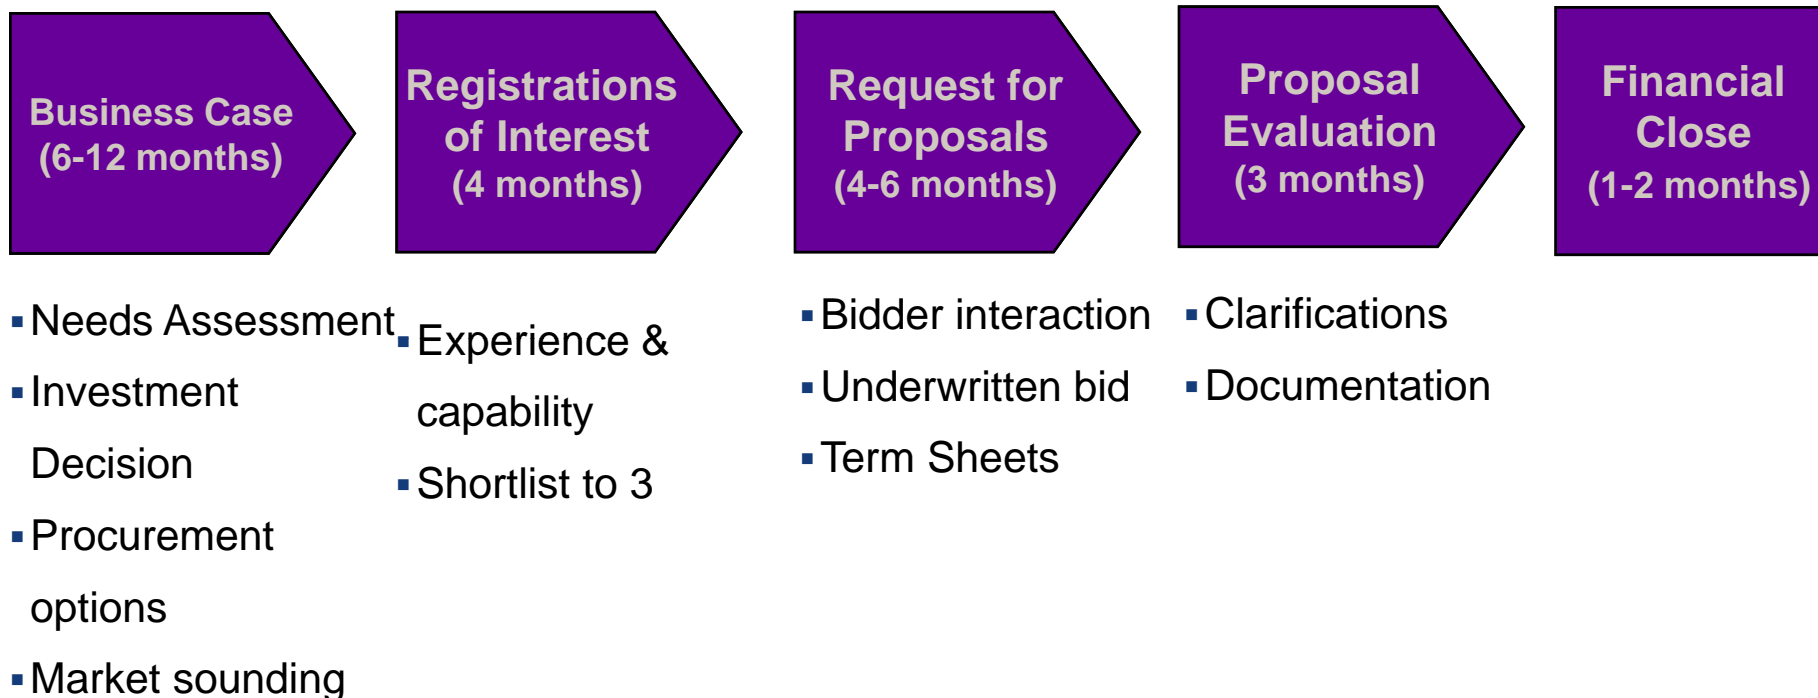 Business Case
(6-12 months)
Registrations
of Interest
(4 months)
Request for
Proposals
(4-6 months)
Proposal
Evaluation
(3 months)
Financial
Close
(1-2 months)
▪Needs Assessment
▪Investment
Decision
▪Procurement
options
▪Market sounding
▪Experience &
capability
▪Shortlist to 3
▪Bidder interaction
▪Underwritten bid
▪Term Sheets
▪Clarifications
▪Documentation